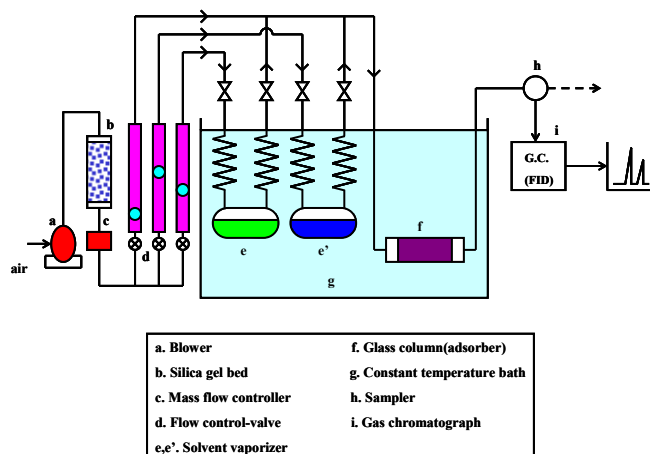 h
b
i
G.C.
(FID)
a
c
f
air
d
e
e’
g
a. Blower
b. Silica gel bed
c. Mass flow controller
d. Flow control-valve
e,e’. Solvent vaporizer
f. Glass column(adsorber)
g. Constant temperature bath
h. Sampler
i. Gas chromatograph